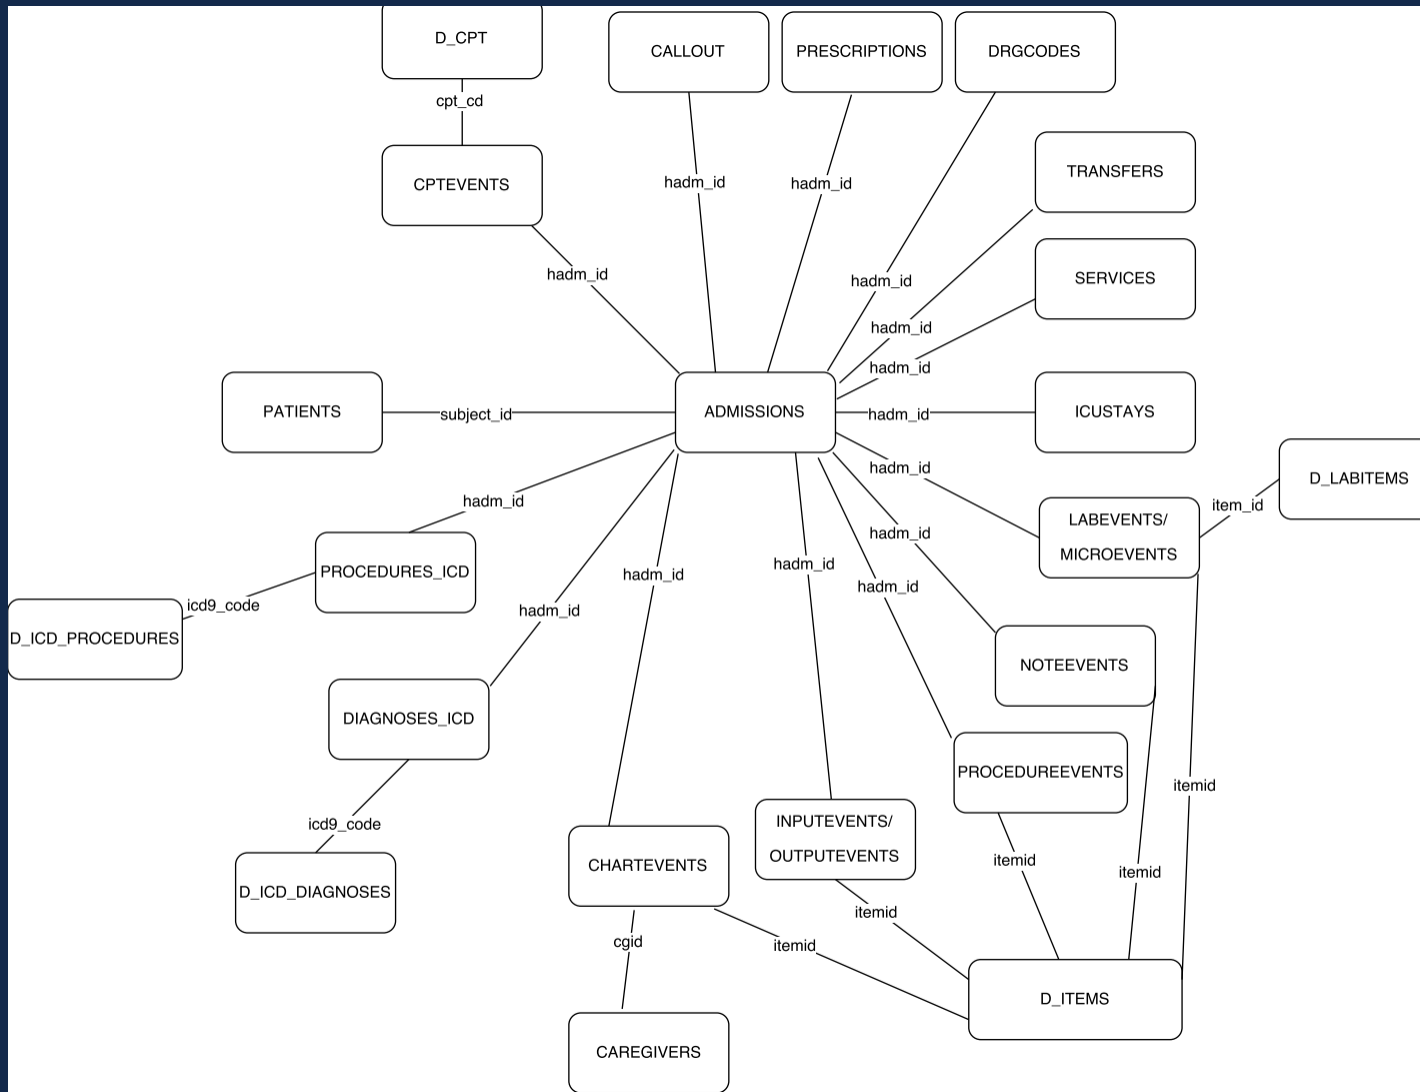 D_CPT
CALLOUT
PRESCRIPTIONS
DRGCODES
cpt_cd
TRANSFERS
CPTEVENTS
hadm_id
hadm_id
hadm_id
hadm_id
hadm_id
SERVICES
hadm_id
hadm_id
PATIENTS
subject_id
ADMISSIONS
hadm_id
ICUSTAYS
hadm_id
D_LABITEMS
hadm_id
item_id
LABEVENTS/
MICROEVENTS
hadm_id
PROCEDURES_ICD
hadm_id
hadm_id
hadm_id
icd9_code
hadm_id
D_ICD_PROCEDURES
NOTEEVENTS
DIAGNOSES_ICD
PROCEDUREEVENTS
itemid
icd9_code
INPUTEVENTS/
OUTPUTEVENTS
CHARTEVENTS
itemid
itemid
D_ICD_DIAGNOSES
itemid
cgid
itemid
D_ITEMS
CAREGIVERS